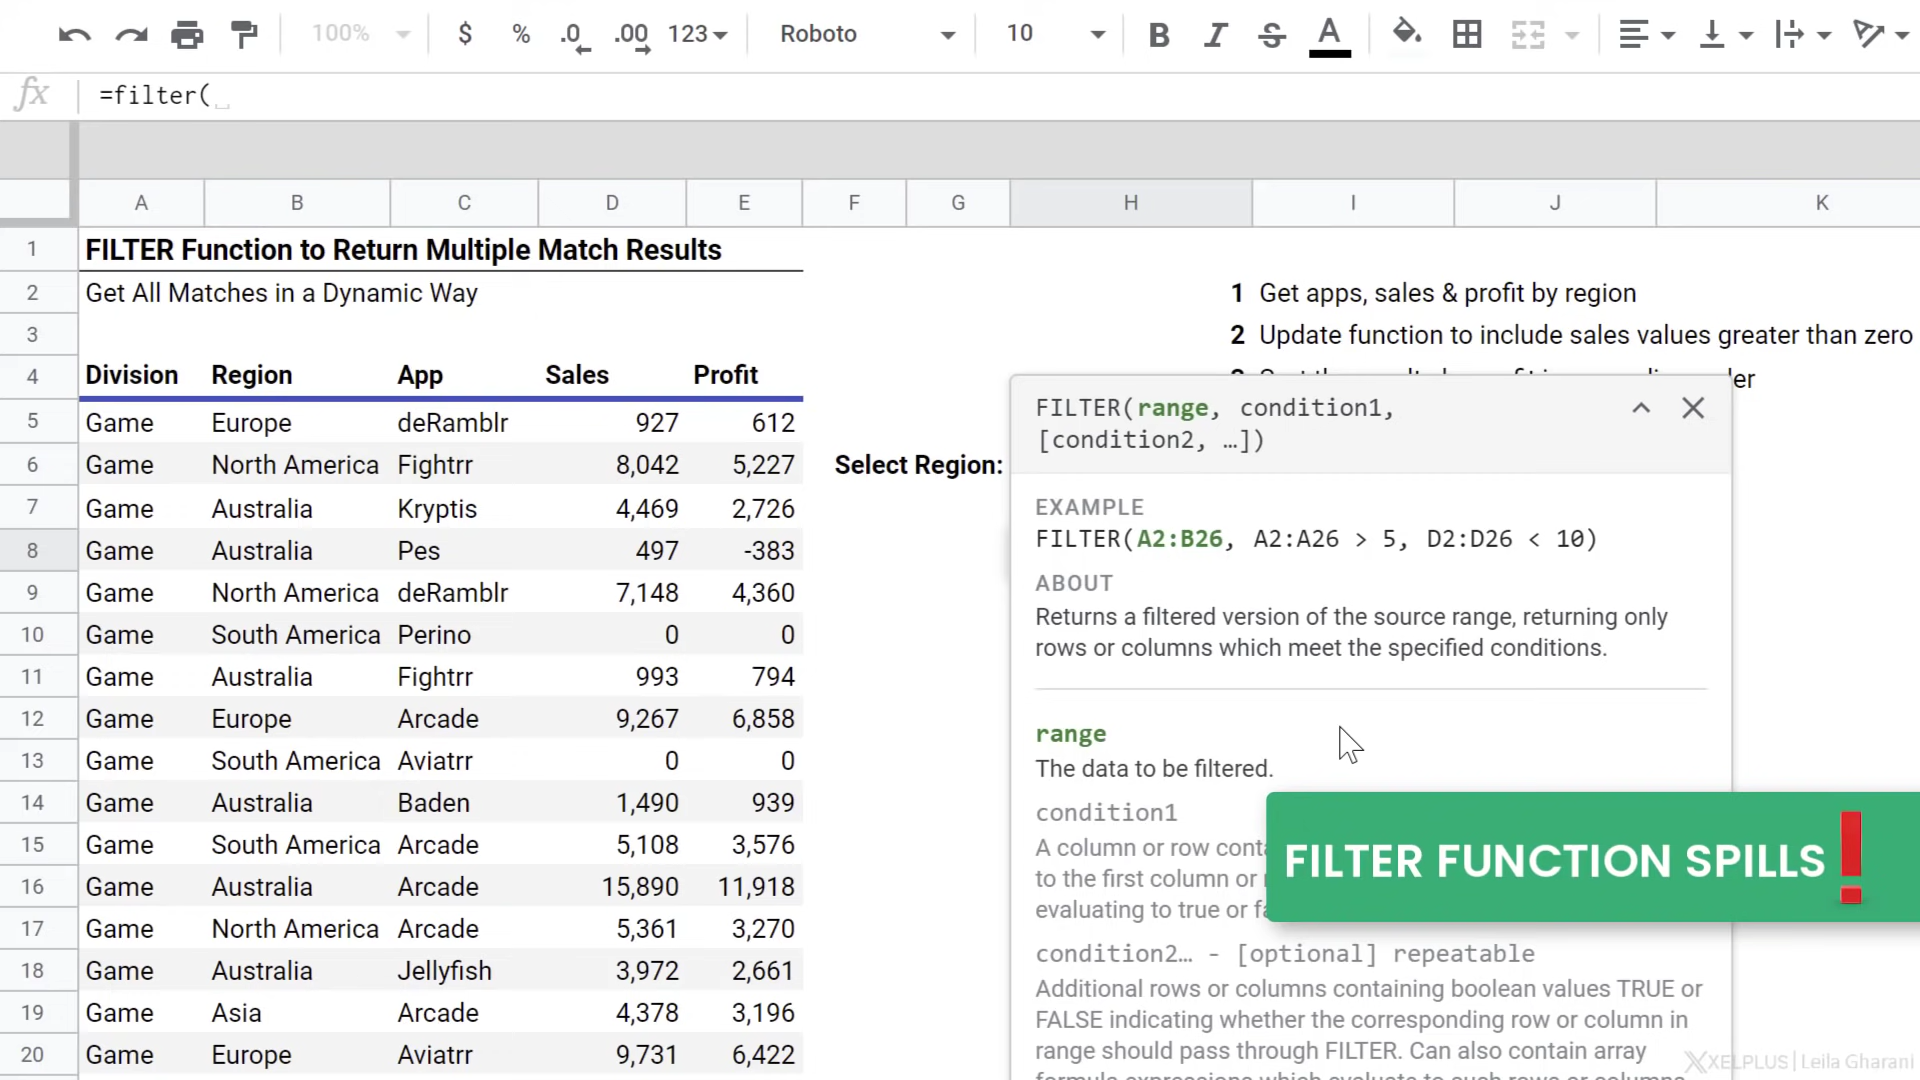 100% $ % .0 .00 123 Roboto 10 B I S A
fx =filter(
A B C D E F G H I J K
1 FILTER Function to Return Multiple Match Results
2 Get All Matches in a Dynamic Way
1 Get apps, sales & profit by region
3
2 Update function to include sales values greater than zero
4 Division Region App Sales Profit
5 Game Europe deRamblr 927 612
6 Game North America Fightrr 8,042 5,227
7 Game Australia Kryptis 4,469 2,726
8 Game Australia Pes 497 -383
9 Game North America deRamblr 7,148 4,360
10 Game South America Perino 0 0
11 Game Australia Fightrr 993 794
12 Game Europe Arcade 9,267 6,858
13 Game South America Aviatrr 0 0
14 Game Australia Baden 1,490 939
15 Game South America Arcade 5,108 3,576
16 Game Australia Arcade 15,890 11,918
17 Game North America Arcade 5,361 3,270
18 Game Australia Jellyfish 3,972 2,661
19 Game Asia Arcade 4,378 3,196
20 Game Europe Aviatrr 9,731 6,422
Select Region:
FILTER(range, condition1,
[condition2, …])
EXAMPLE
FILTER(A2:B26, A2:A26 > 5, D2:D26 < 10)
ABOUT
Returns a filtered version of the source range, returning only
rows or columns which meet the specified conditions.
range
The data to be filtered.
condition1
A column or row
to the first column or
evaluating to true or
FILTER FUNCTION SPILLS!
condition2… - [optional] repeatable
Additional rows or columns containing boolean values TRUE or
FALSE indicating whether the corresponding row or column in
range should pass through FILTER. Can also contain array
formula expressions which evaluate to such rows or columns
XELPLUS | Leila Gharani